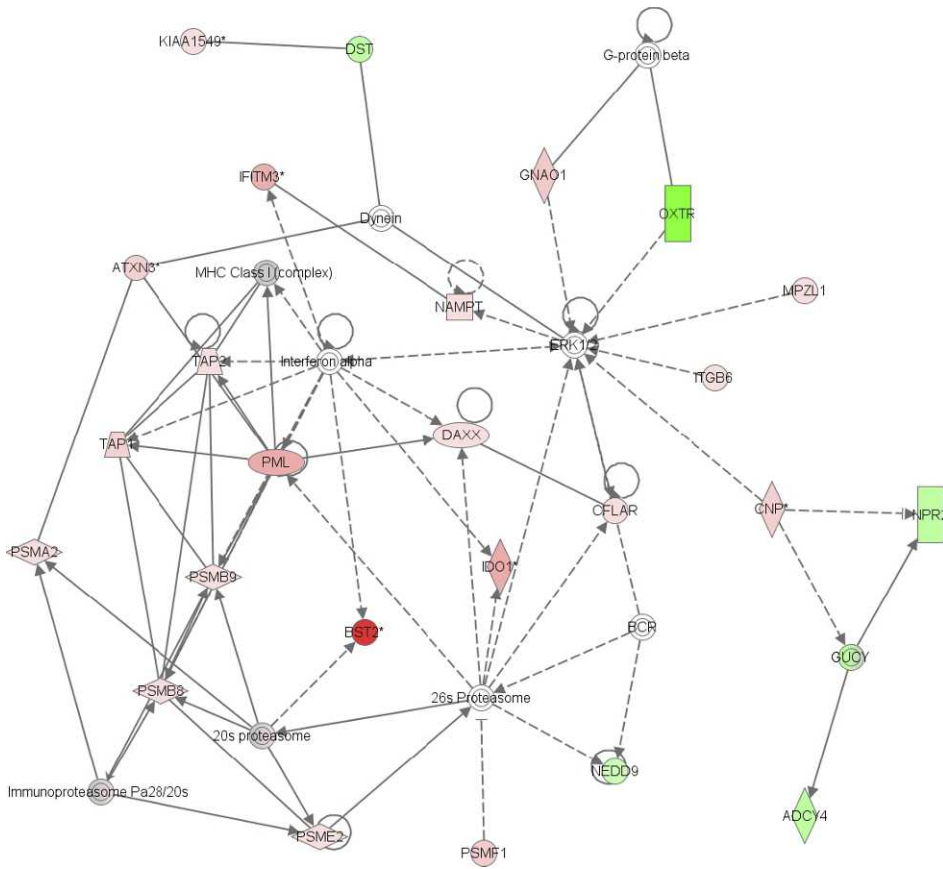 KIAA1549*
DST
G-protein beta
IFITM3*
GNAO1
OXTR
Dynein
ATXN3*
MHC Class I (complex)
NAMPT
MPZL1
ERK1/2
TAP2
Interferon alpha
ITGB6
TAP1
DAXX
PML
CFLAR
CNP*
NPR2
PSMA2
IDO1*
PSMB9
BST2*
BCR
GUCY
PSMB8
26s Proteasome
20s proteasome
NEDD9
Immunoproteasome Pa28/20s
ADCY4
PSME2
PSMF1